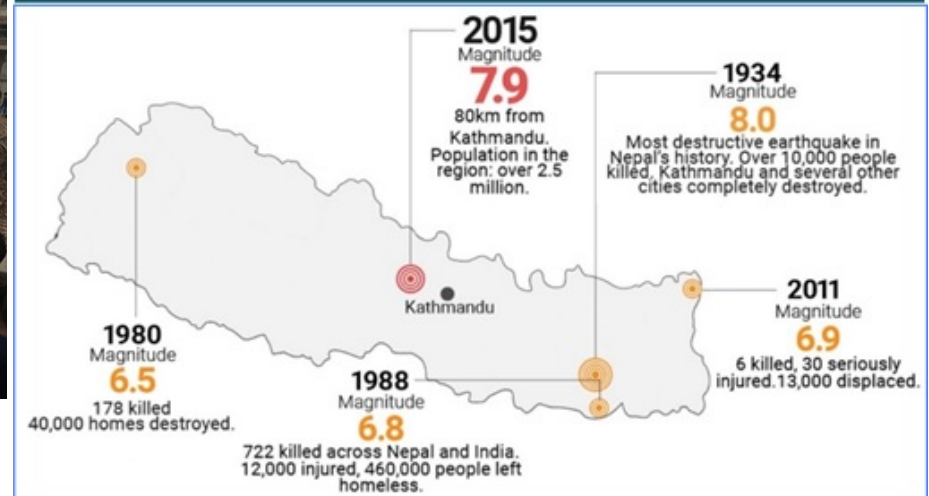 2015
Magnitude
7.9
80km from
Kathmandu.
Population in the
region: over 2.5
million.
1934
Magnitude
8.0
Most destructive earthquake in
Nepal's history. Over 10,000 people
killed, Kathmandu and several other
cities completely destroyed.
Kathmandu
2011
Magnitude
6.9
6 killed, 30 seriously
injured.13,000 displaced.
1980
Magnitude
6.5
178 killed
40,000 homes destroyed.
1988
Magnitude
6.8
722 killed across Nepal and India.
12,000 injured, 460,000 people left
homeless.